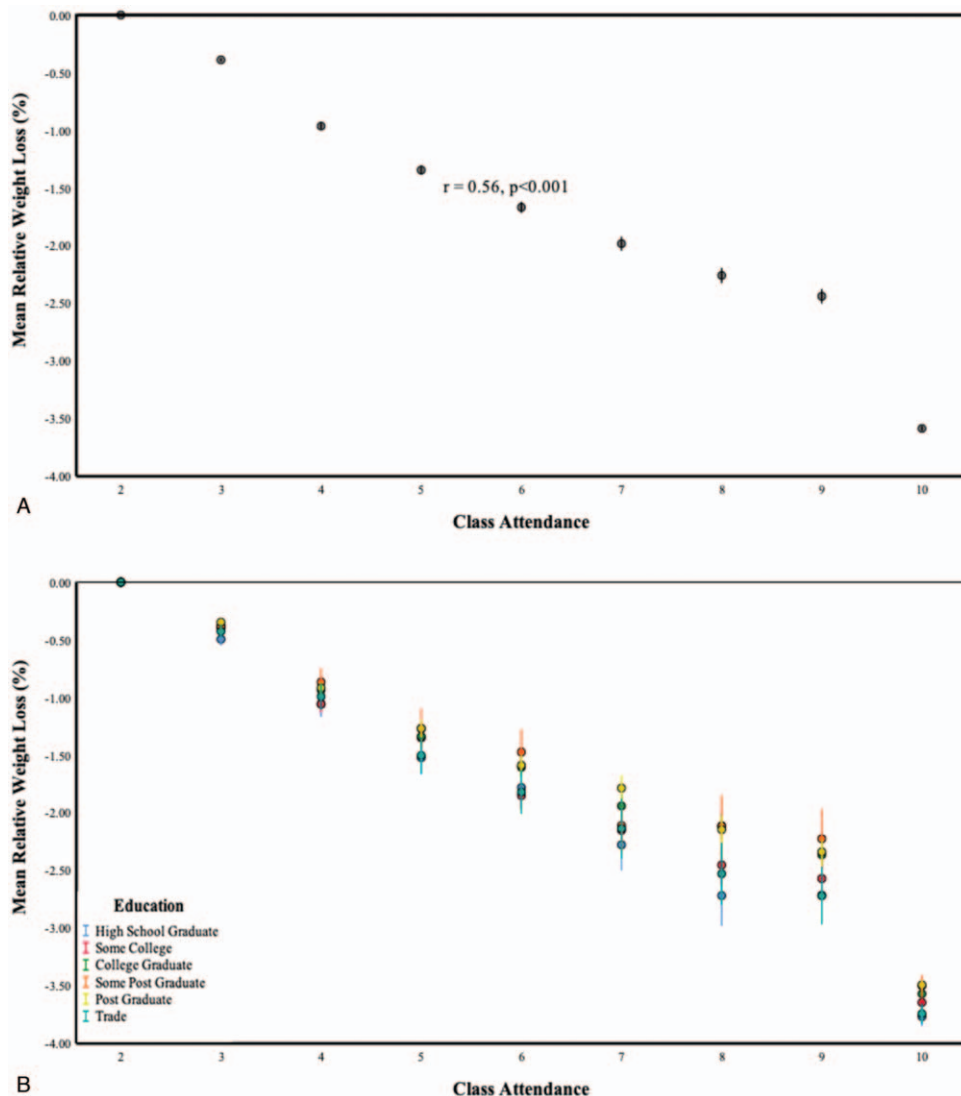 Mean Relative Weight Loss (%)
0.00
-0.50
-1.00
-1.50
-2.00
-2.50
-3.00
-3.50
-4.00
r = 0.56, p<0.001
2 3 4 5 6 7 8 9 10
Class Attendance
A
Mean Relative Weight Loss (%)
0.00
-0.50
-1.00
-1.50
-2.00
-2.50
-3.00
-3.50
-4.00
Education
High School Graduate
Some College
College Graduate
Some Post Graduate
Post Graduate
Trade
2 3 4 5 6 7 8 9 10
Class Attendance
B